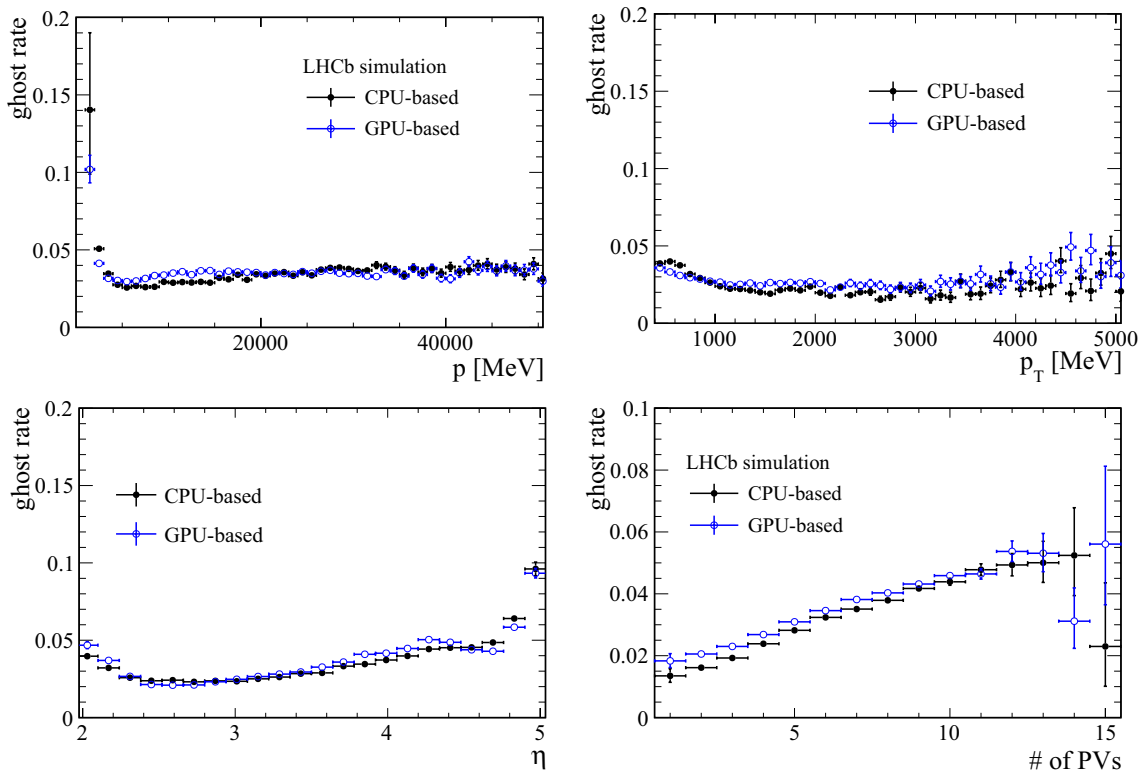 ghost rate
0.2
0.15
0.1
0.05
0
LHCb simulation
CPU-based
GPU-based
20000 40000
p [MeV]
ghost rate
0.2
0.15
0.1
0.05
0
CPU-based
GPU-based
1000 2000 3000 4000 5000
p_T [MeV]
ghost rate
0.2
0.15
0.1
0.05
0
CPU-based
GPU-based
2 3 4 5
η
ghost rate
0.1
0.08
0.06
0.04
0.02
0
LHCb simulation
CPU-based
GPU-based
5 10 15
# of PVs